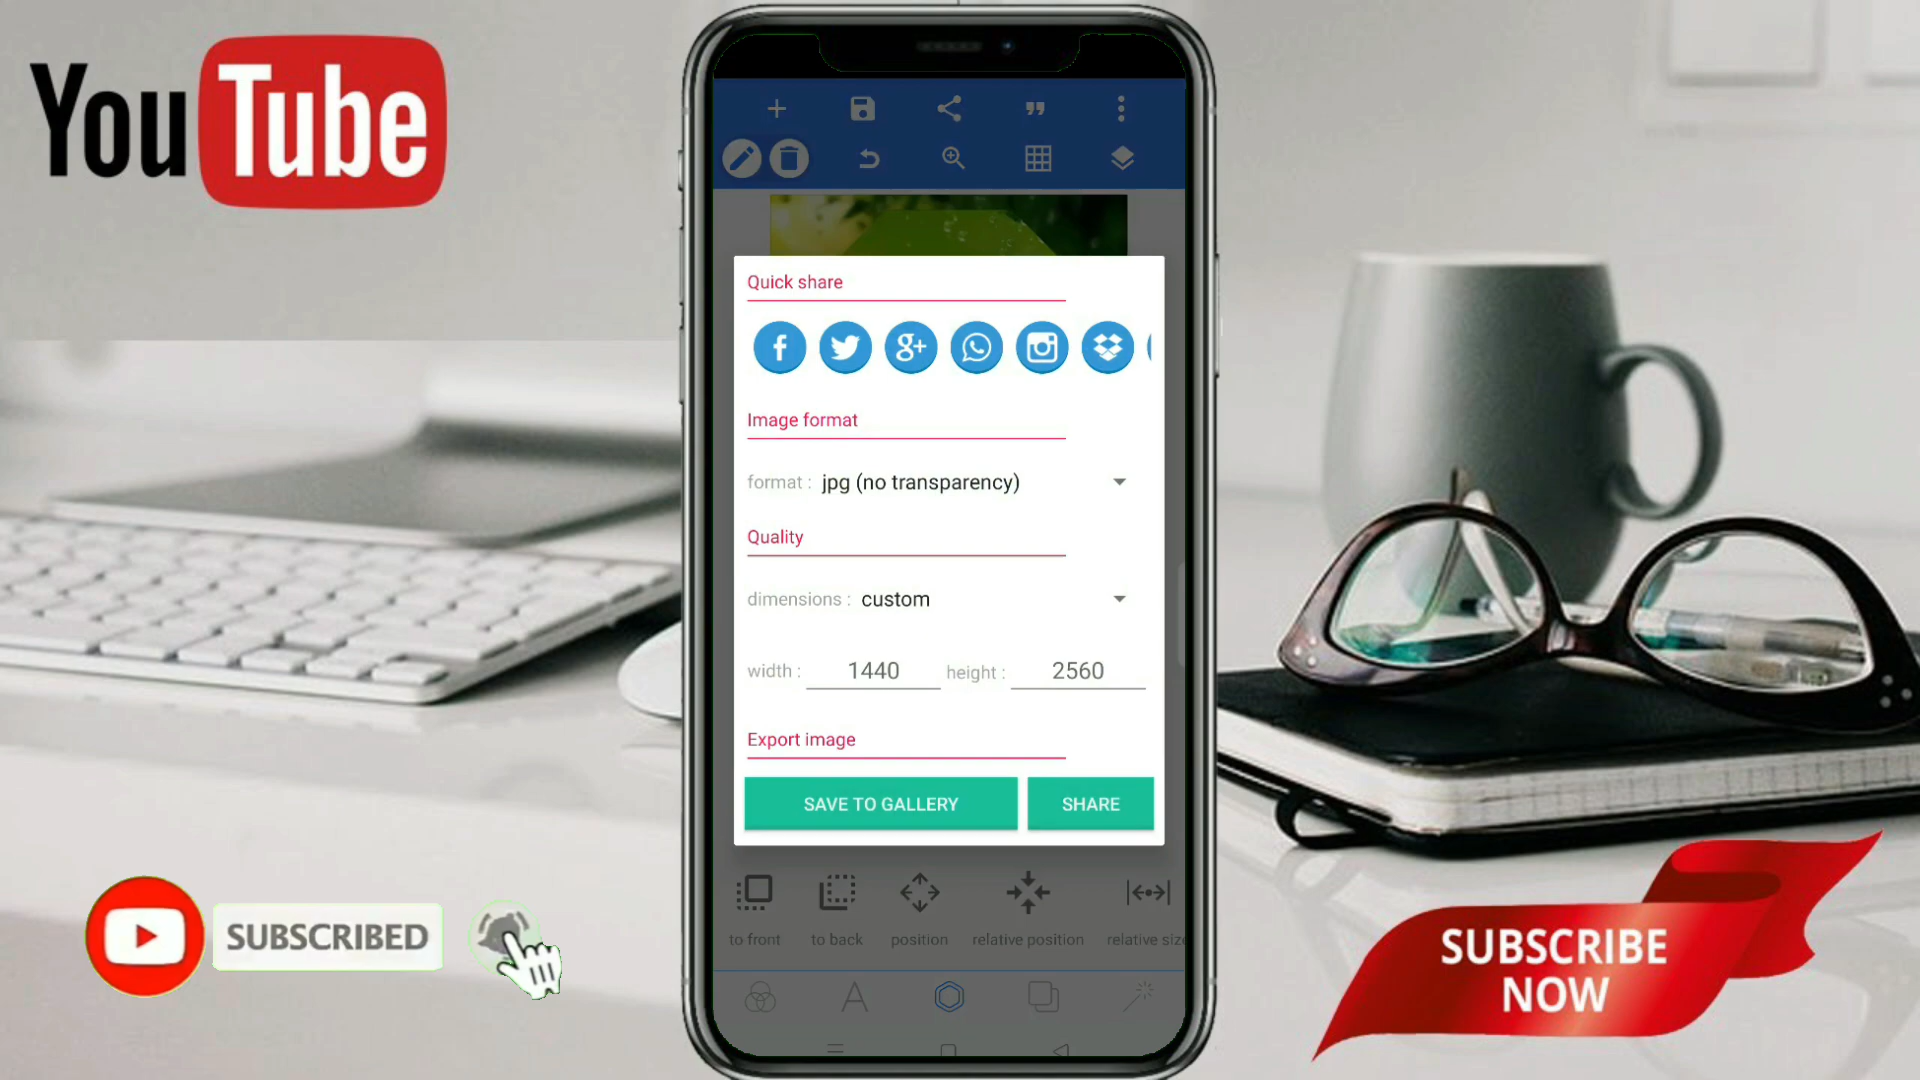 YouTube
Quick share
Image format
format : jpg (no transparency)
Quality
dimensions : custom
width : 1440 height : 2560
Export image
SAVE TO GALLERY SHARE
to front to back position relative position relative size
SUBSCRIBED
SUBSCRIBE
NOW